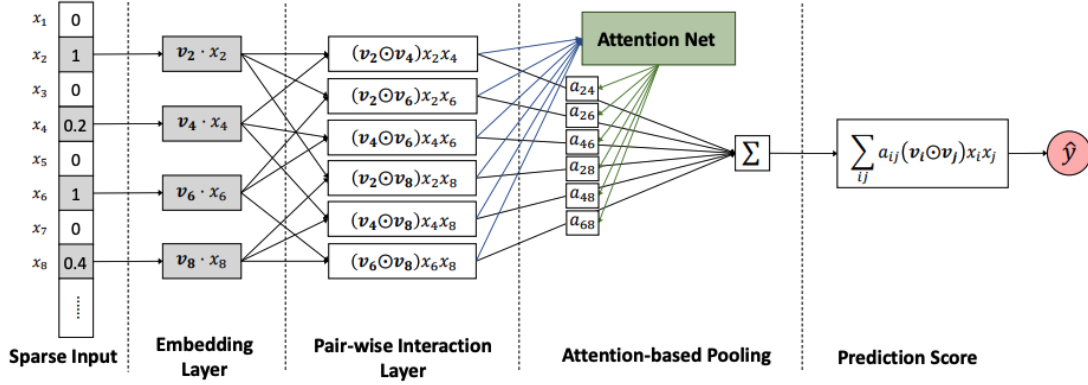 x₁ 0
x₂ 1
x₃ 0
x₄ 0.2
x₅ 0
x₆ 1
x₇ 0
x₈ 0.4
......
Sparse Input
v₂ · x₂
v₄ · x₄
v₆ · x₆
v₈ · x₈
Embedding
Layer
(v₂⊙v₄)x₂x₄
(v₂⊙v₆)x₂x₆
(v₄⊙v₆)x₄x₆
(v₂⊙v₈)x₂x₈
(v₄⊙v₈)x₄x₈
(v₆⊙v₈)x₆x₈
Pair-wise Interaction
Layer
Attention Net
a₂₄
a₂₆
a₄₆
a₂₈
a₄₈
a₆₈
∑
Attention-based Pooling
∑ aᵢⱼ(vᵢ⊙vⱼ)xᵢxⱼ
ij
Prediction Score
ŷ